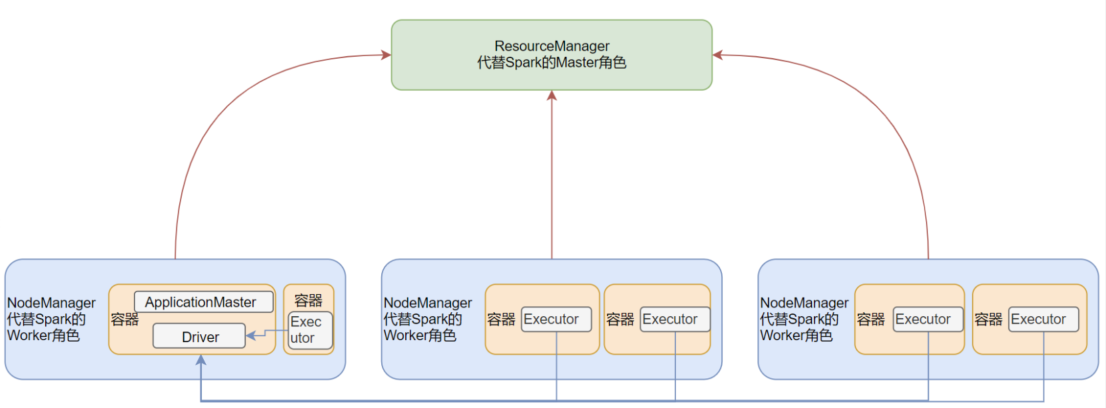 ResourceManager
代替Spark的Master角色
NodeManager
代替Spark的
Worker角色
容器
ApplicationMaster
Driver
容器
Exec
utor
NodeManager
代替Spark的
Worker角色
容器
Executor
容器
Executor
NodeManager
代替Spark的
Worker角色
容器
Executor
容器
Executor